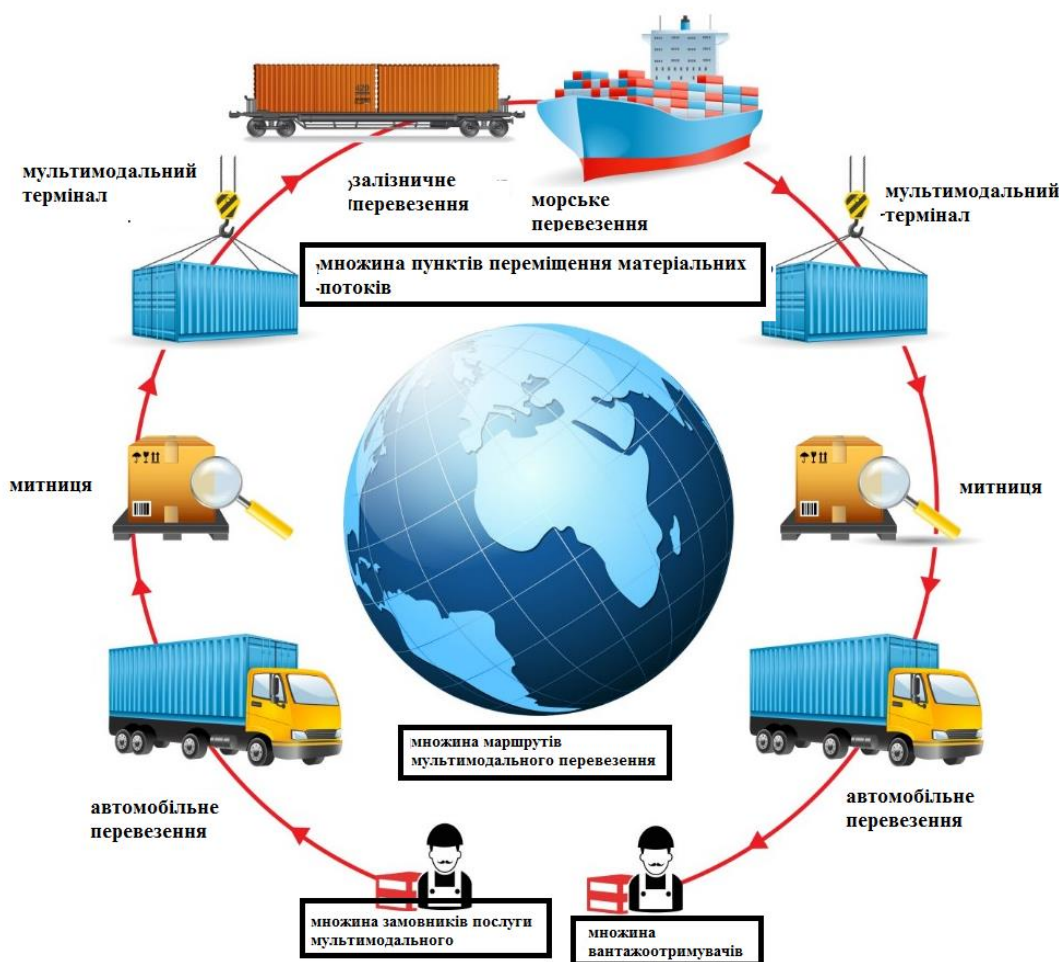 мультимодальний
термінал
залізничне
перевезення
морське
перевезення
мультимодальний
термінал
множина пунктів переміщення матеріальних
потоків
митниця
митниця
множина маршрутів
мультимодального перевезення
автомобільне
перевезення
автомобільне
перевезення
множина замовників послуги
мультимодального
множина
вантажоотримувачів